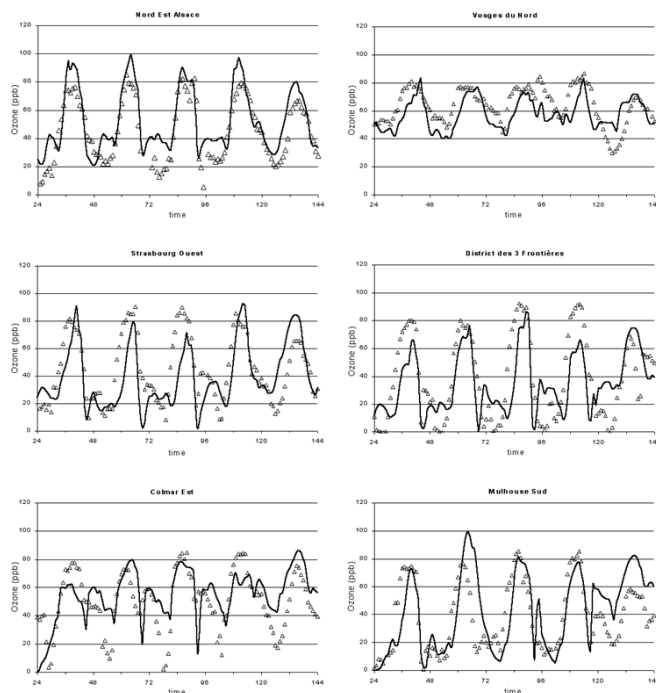 Nord Est Alsace
120
100
80
60
40
20
0
Ozone (ppb)
24 48 72 96 120 144
time
Vosges du Nord
120
100
80
60
40
20
0
Ozone (ppb)
24 48 72 96 120 144
time
Strasbourg Ouest
120
100
80
60
40
20
0
Ozone (ppb)
24 48 72 96 120 144
time
District des 3 Frontières
120
100
80
60
40
20
0
Ozone (ppb)
24 48 72 96 120 144
time
Colmar Est
120
100
80
60
40
20
0
Ozone (ppb)
24 48 72 96 120 144
time
Mulhouse Sud
120
100
80
60
40
20
0
Ozone (ppb)
24 48 72 96 120 144
time